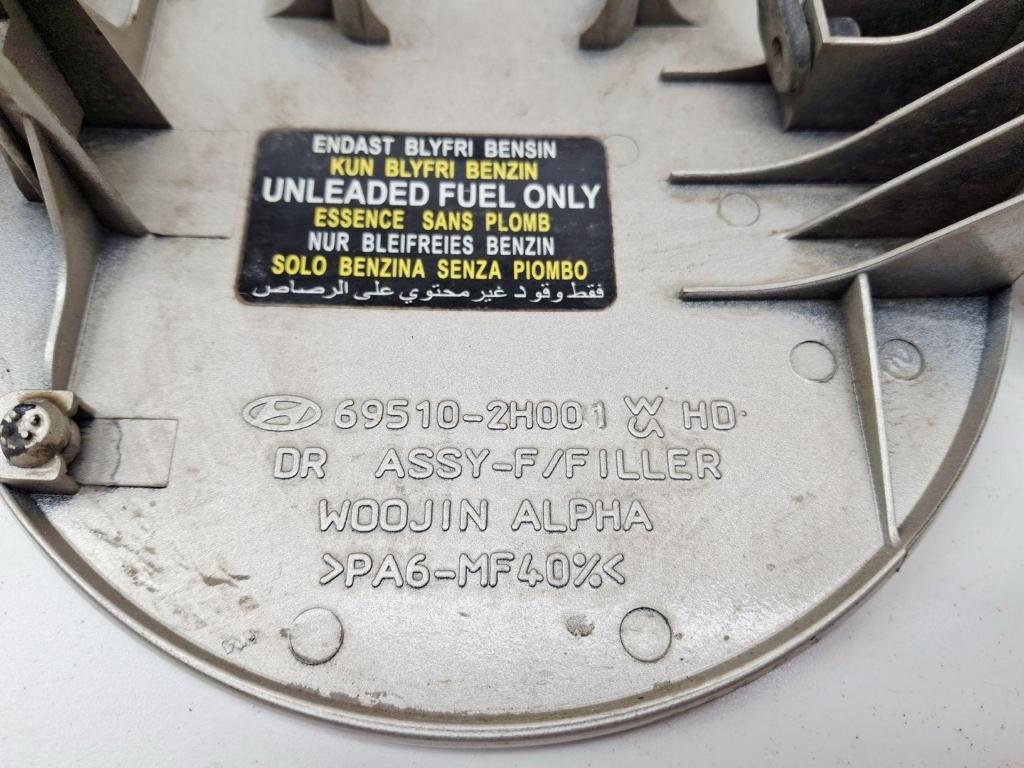 ENDAST BLYFRI BENSIN
KUN BLYFRI BENZIN
UNLEADED FUEL ONLY
ESSENCE SANS PLOMB
NUR BLEIFREIES BENZIN
SOLO BENZINA SENZA PIOMBO
فقط وقود غير محتوي على الرصاص
69510-2H001 HD
DR ASSY-F/FILLER
WOOJIN ALPHA
>PA6-MF40%<